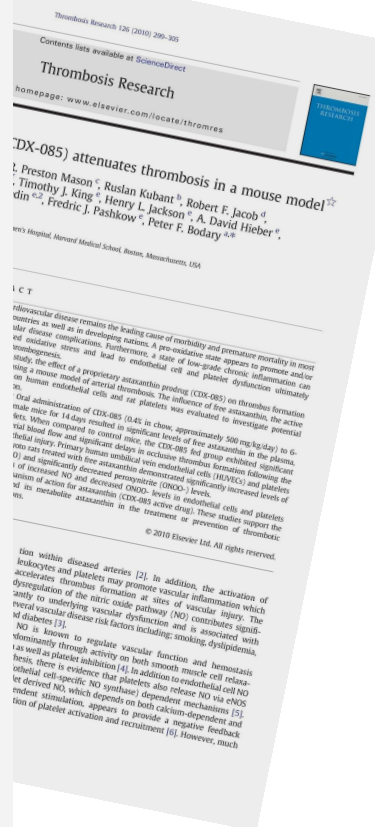 Thrombosis Research 126 (2010) 299–305
Contents lists available at ScienceDirect
Thrombosis Research
homepage: www.elsevier.com/locate/thromres
THROMBOSIS
RESEARCH
CDX-085) attenuates thrombosis in a mouse model☆
R. Preston Mason c, Ruslan Kubant b, Robert F. Jacob d,
Timothy J. King e, Henry L. Jackson e, A. David Hieber e,
din e,2, Fredric J. Pashkow e, Peter F. Bodary a,*
en's Hospital, Harvard Medical School, Boston, Massachusetts, USA
A C T
rdiovascular disease remains the leading cause of morbidity and premature mortality in most
ountries as well as in developing nations. A pro-oxidative state appears to promote and/or
ular disease complications. Furthermore, a state of low-grade chronic inflammation can
ed oxidative stress and lead to endothelial cell and platelet dysfunction ultimately
hrombogenesis.
study, the effect of a proprietary astaxanthin prodrug (CDX-085) on thrombus formation
using a mouse model of arterial thrombosis. The influence of free astaxanthin, the active
on human endothelial cells and rat platelets was evaluated to investigate potential
on.
Oral administration of CDX-085 (0.4% in chow, approximately 500 mg/kg/day) to 6-
male mice for 14 days resulted in significant levels of free astaxanthin in the plasma,
lets. When compared to control mice, the CDX-085 fed group exhibited significant
rial blood flow and significant delays in occlusive thrombus formation following the
thelial injury. Primary human umbilical vein endothelial cells (HUVECs) and platelets
oto rats treated with free astaxanthin demonstrated significantly increased levels of
O) and significantly decreased peroxynitrite (ONOO-) levels.
s of increased NO and decreased ONOO- levels in endothelial cells and platelets
anism of action for astaxanthin (CDX-085 active drug). These studies support the
d its metabolite astaxanthin in the treatment or prevention of thrombotic
ns.
© 2010 Elsevier Ltd. All rights reserved.
tion within diseased arteries [2]. In addition, the activation of
leukocytes and platelets may promote vascular inflammation which
accelerates thrombus formation at sites of vascular injury. The
dysregulation of the nitric oxide pathway (NO) contributes signifi-
antly to underlying vascular dysfunction and is associated with
everal vascular disease risk factors including; smoking, dyslipidemia,
d diabetes [3].
NO is known to regulate vascular function and hemostasis
dominantly through activity on both smooth muscle cell relaxa-
as well as platelet inhibition [4]. In addition to endothelial cell NO
hesis, there is evidence that platelets also release NO via eNOS
othelial cell-specific NO synthase) dependent mechanisms [5].
let derived NO, which depends on both calcium-dependent and
endent stimulation, appears to provide a negative feedback
tion of platelet activation and recruitment [6]. However, much